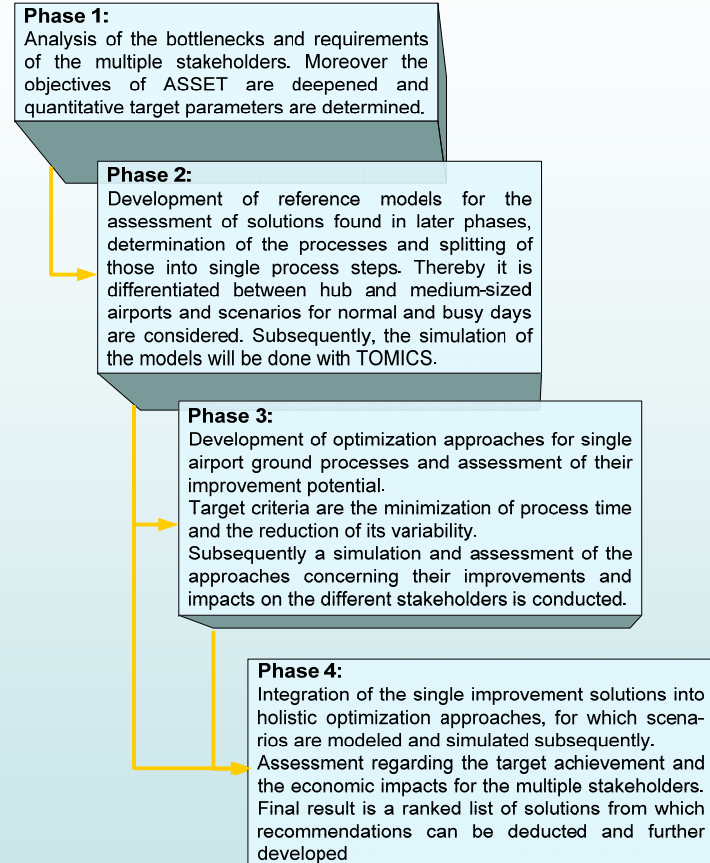 Phase 1:
Analysis of the bottlenecks and requirements
of the multiple stakeholders. Moreover the
objectives of ASSET are deepened and
quantitative target parameters are determined.
Phase 2:
Development of reference models for the
assessment of solutions found in later phases,
determination of the processes and splitting of
those into single process steps. Thereby it is
differentiated between hub and medium-sized
airports and scenarios for normal and busy days
are considered. Subsequently, the simulation of
the models will be done with TOMICS.
Phase 3:
Development of optimization approaches for single
airport ground processes and assessment of their
improvement potential.
Target criteria are the minimization of process time
and the reduction of its variability.
Subsequently a simulation and assessment of the
approaches concerning their improvements and
impacts on the different stakeholders is conducted.
Phase 4:
Integration of the single improvement solutions into
holistic optimization approaches, for which scena-
rios are modeled and simulated subsequently.
Assessment regarding the target achievement and
the economic impacts for the multiple stakeholders.
Final result is a ranked list of solutions from which
recommendations can be deducted and further
developed